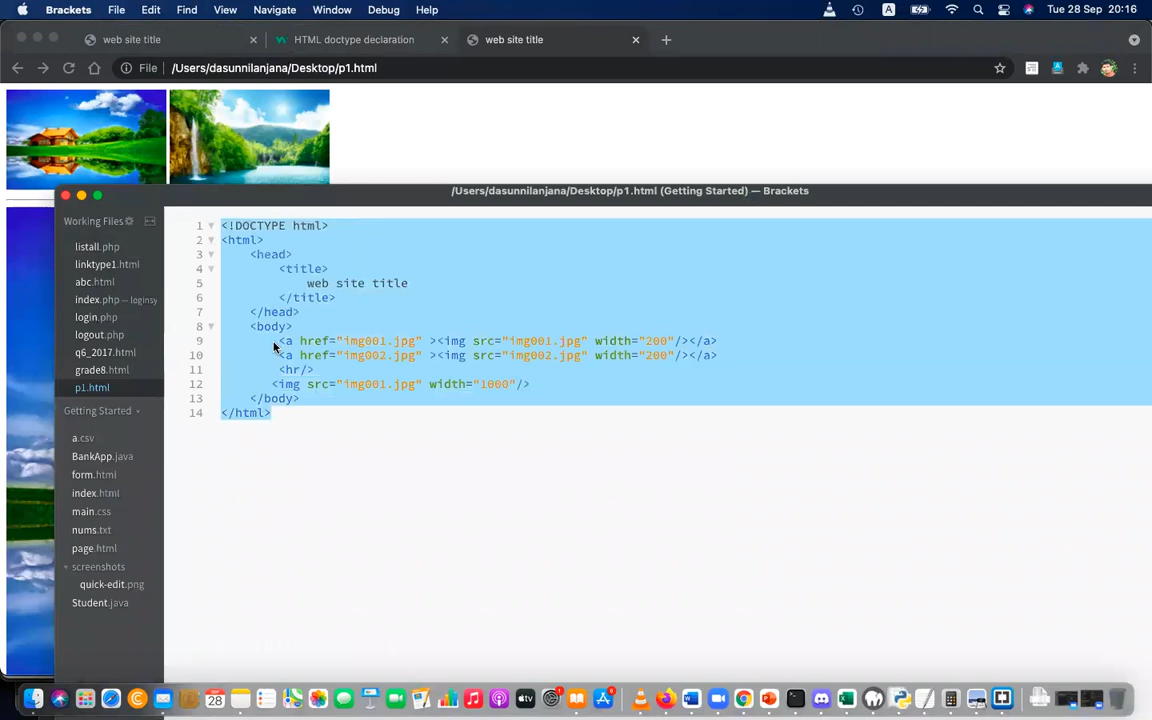 Brackets File Edit Find View Navigate Window Debug Help A Tue 28 Sep 20:16
web site title HTML doctype declaration web site title
File /Users/dasunnilanjana/Desktop/p1.html
/Users/dasunnilanjana/Desktop/p1.html (Getting Started) — Brackets
Working Files
listall.php
linktype1.html
abc.html
index.php — loginsy
login.php
logout.php
q6_2017.html
grade8.html
p1.html
Getting Started
a.csv
BankApp.java
form.html
index.html
main.css
nums.txt
page.html
screenshots
quick-edit.png
Student.java
1 <!DOCTYPE html>
2 <html>
3 <head>
4 <title>
5 web site title
6 </title>
7 </head>
8 <body>
9 <a href="img001.jpg" ><img src="img001.jpg" width="200"/></a>
10 <a href="img002.jpg" ><img src="img002.jpg" width="200"/></a>
11 <hr/>
12 <img src="img001.jpg" width="1000"/>
13 </body>
14 </html>